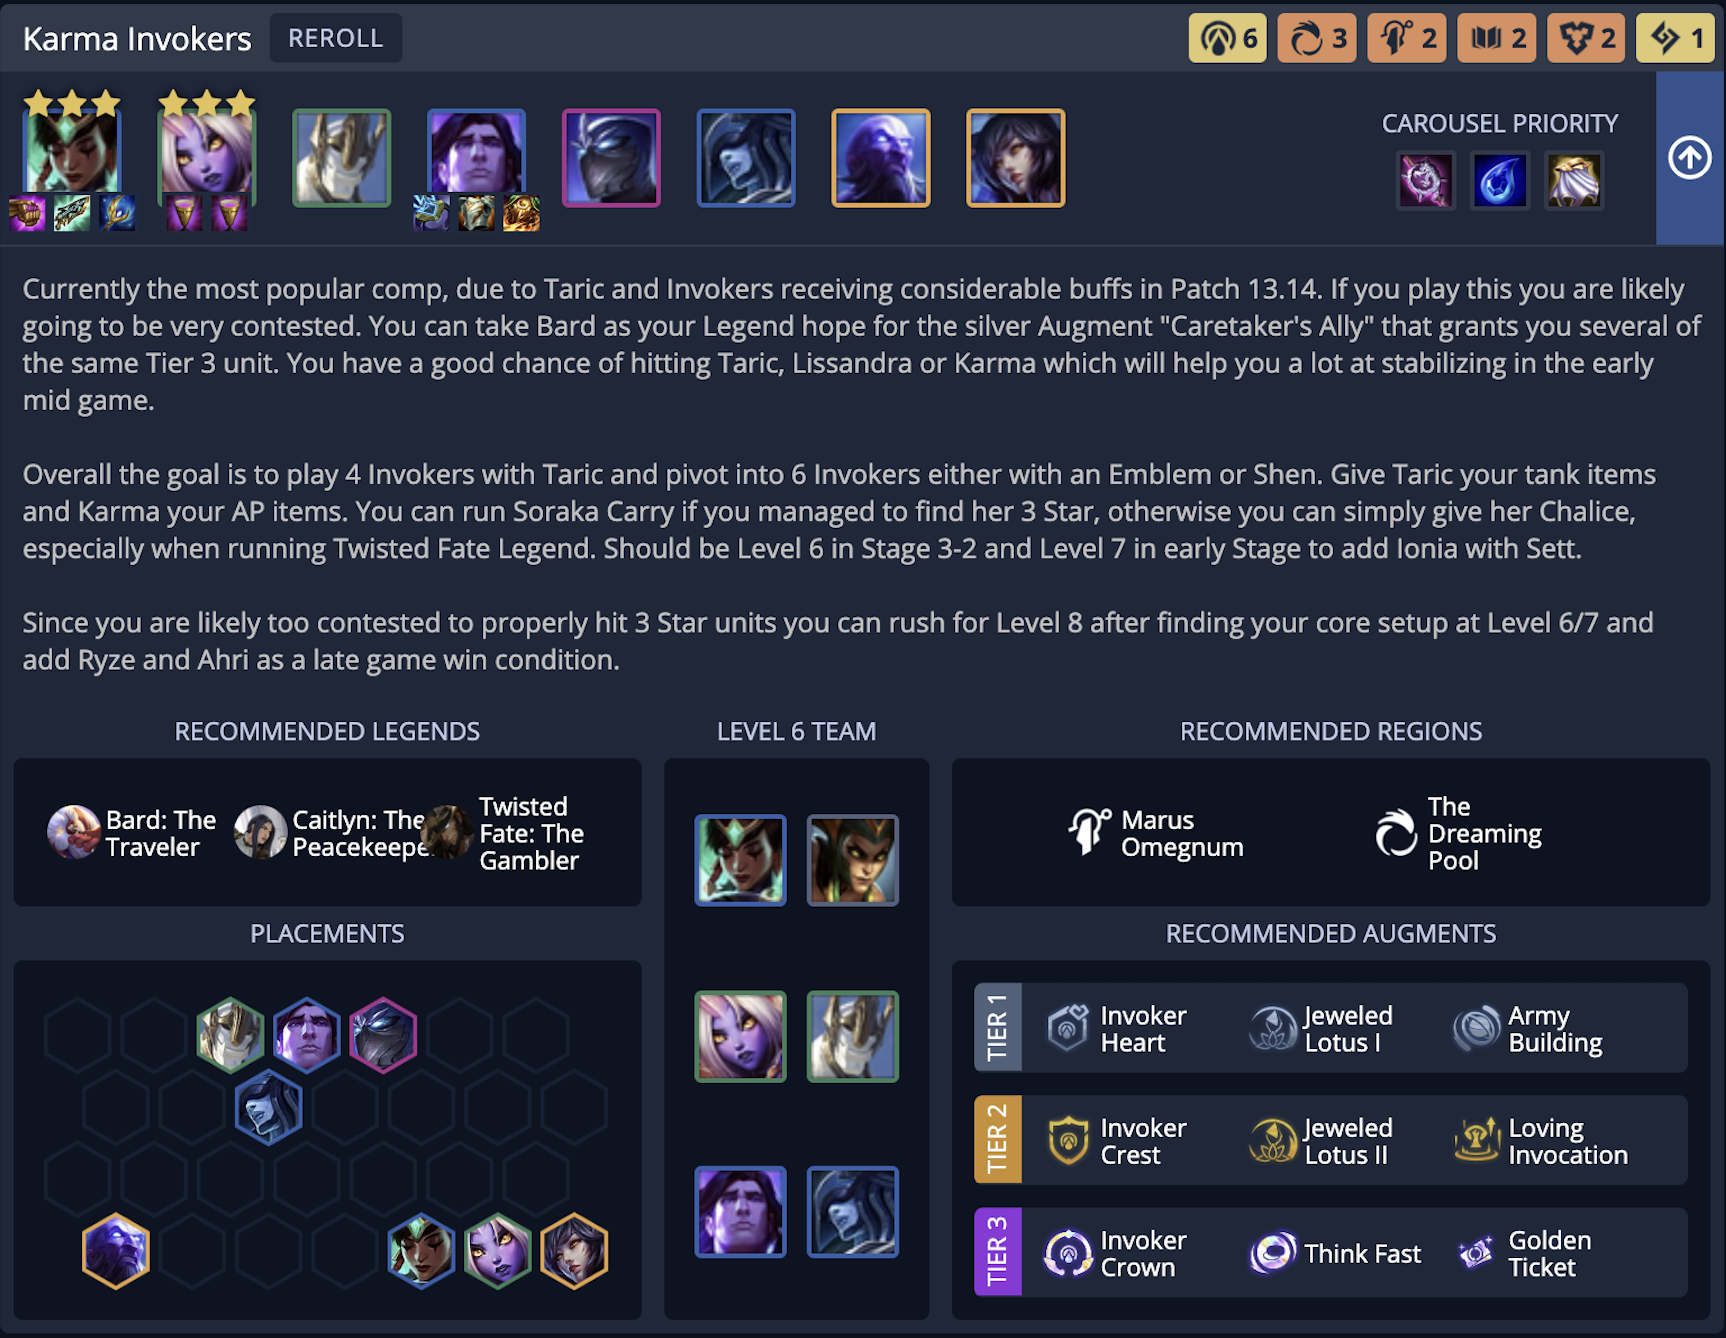 Karma Invokers
REROLL
6
3
2
2
2
1
CAROUSEL PRIORITY
Currently the most popular comp, due to Taric and Invokers receiving considerable buffs in Patch 13.14. If you play this you are likely
going to be very contested. You can take Bard as your Legend hope for the silver Augment "Caretaker's Ally" that grants you several of
the same Tier 3 unit. You have a good chance of hitting Taric, Lissandra or Karma which will help you a lot at stabilizing in the early
mid game.
Overall the goal is to play 4 Invokers with Taric and pivot into 6 Invokers either with an Emblem or Shen. Give Taric your tank items
and Karma your AP items. You can run Soraka Carry if you managed to find her 3 Star, otherwise you can simply give her Chalice,
especially when running Twisted Fate Legend. Should be Level 6 in Stage 3-2 and Level 7 in early Stage to add Ionia with Sett.
Since you are likely too contested to properly hit 3 Star units you can rush for Level 8 after finding your core setup at Level 6/7 and
add Ryze and Ahri as a late game win condition.
RECOMMENDED LEGENDS
Bard: The
Traveler
Caitlyn: The
Peacekeepe
Twisted
Fate: The
Gambler
PLACEMENTS
LEVEL 6 TEAM
RECOMMENDED REGIONS
Marus
Omegnum
The
Dreaming
Pool
RECOMMENDED AUGMENTS
TIER 1
Invoker
Heart
Jeweled
Lotus I
Army
Building
TIER 2
Invoker
Crest
Jeweled
Lotus II
Loving
Invocation
TIER 3
Invoker
Crown
Think Fast
Golden
Ticket